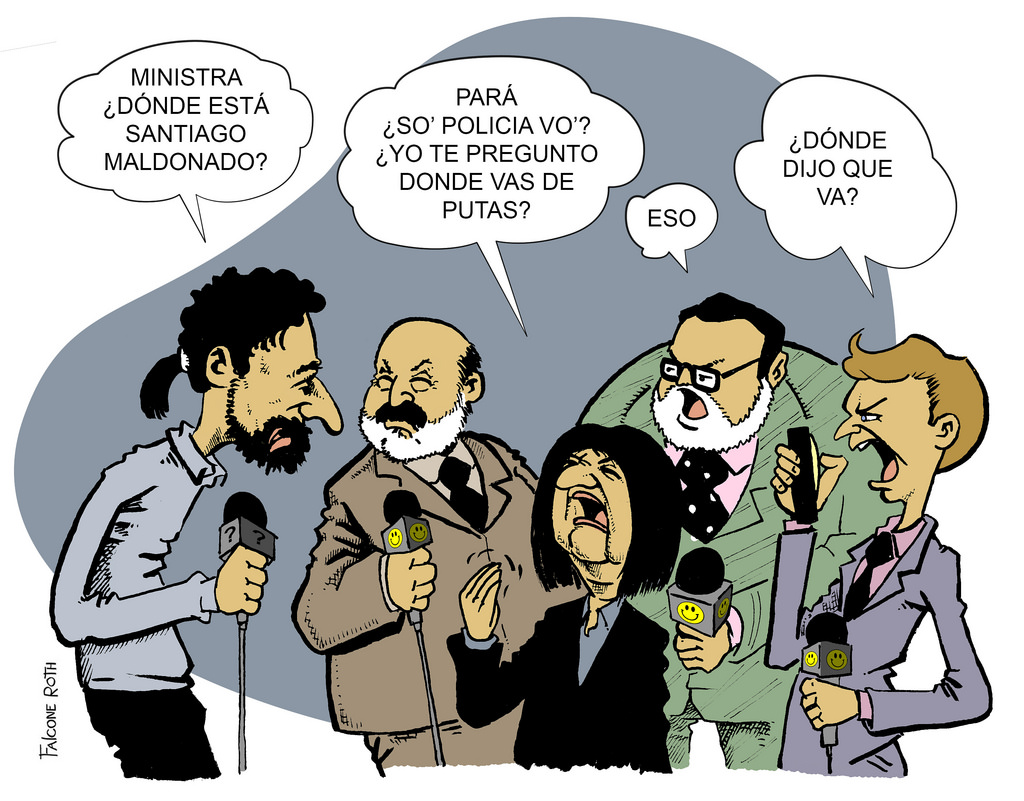 MINISTRA
¿DÓNDE ESTÁ
SANTIAGO
MALDONADO?
PARÁ
¿SO' POLICIA VO'?
¿YO TE PREGUNTO
DONDE VAS DE
PUTAS?
ESO
¿DÓNDE
DIJO QUE
VA?
? ?
FALCONE ROTH